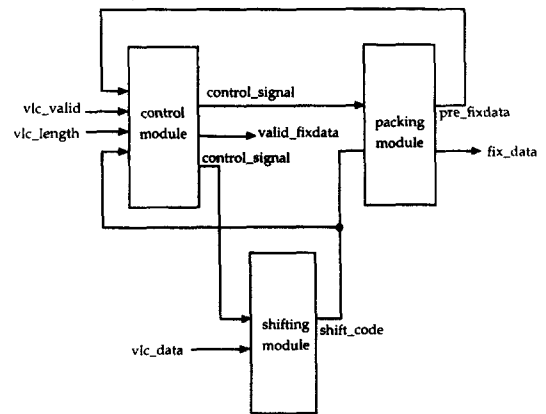 control_signal
vlc_valid
control
module
packing
module
pre_fixdata
vlc_length
valid_fixdata
control_signal
fix_data
shifting
module
shift_code
vlc_data